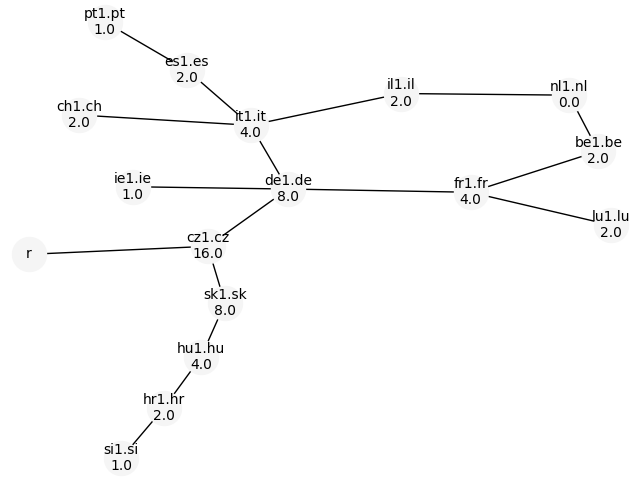 pt1.pt
1.0
es1.es
2.0
il1.il
2.0
nl1.nl
0.0
ch1.ch
2.0
it1.it
4.0
be1.be
2.0
ie1.ie
1.0
de1.de
8.0
fr1.fr
4.0
lu1.lu
2.0
cz1.cz
16.0
r
sk1.sk
8.0
hu1.hu
4.0
hr1.hr
2.0
si1.si
1.0